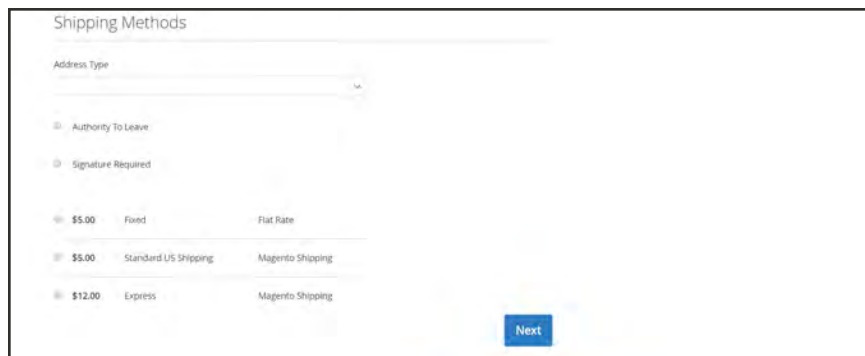 Shipping Methods
Address Type
Authority To Leave
Signature Required
$5.00 Fixed Flat Rate
$5.00 Standard US Shipping Magento Shipping
$12.00 Express Magento Shipping
Next